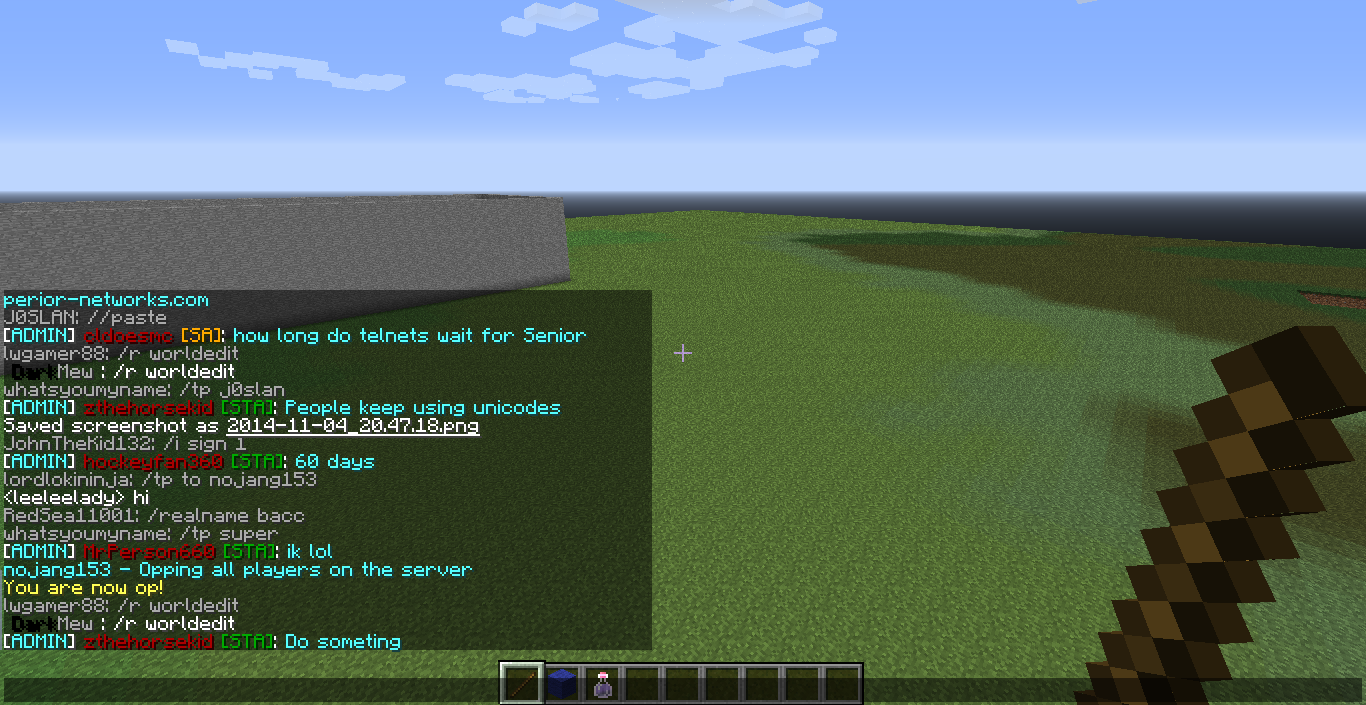 perior-networks.com
J0SLAN: //paste
[ADMIN] cldoesmc [SA]: how long do telnets wait for Senior
lwgamer88: /r worldedit
DarkMew : /r worldedit
whatsyoumyname: /tp j0slan
[ADMIN] zthehorsekid [STA]: People keep using unicodes
Saved screenshot as 2014-11-04_20.47.18.png
JohnTheKid132: /i sign 1
[ADMIN] hockeyfan360 [STA]: 60 days
lordlokininja: /tp to nojang153
<leeleelady> hi
RedSea11001: /realname bacc
whatsyoumyname: /tp super
[ADMIN] MrPerson660 [STA]: ik lol
nojang153 - Opping all players on the server
You are now op!
lwgamer88: /r worldedit
DarkMew : /r worldedit
[ADMIN] zthehorsekid [STA]: Do someting